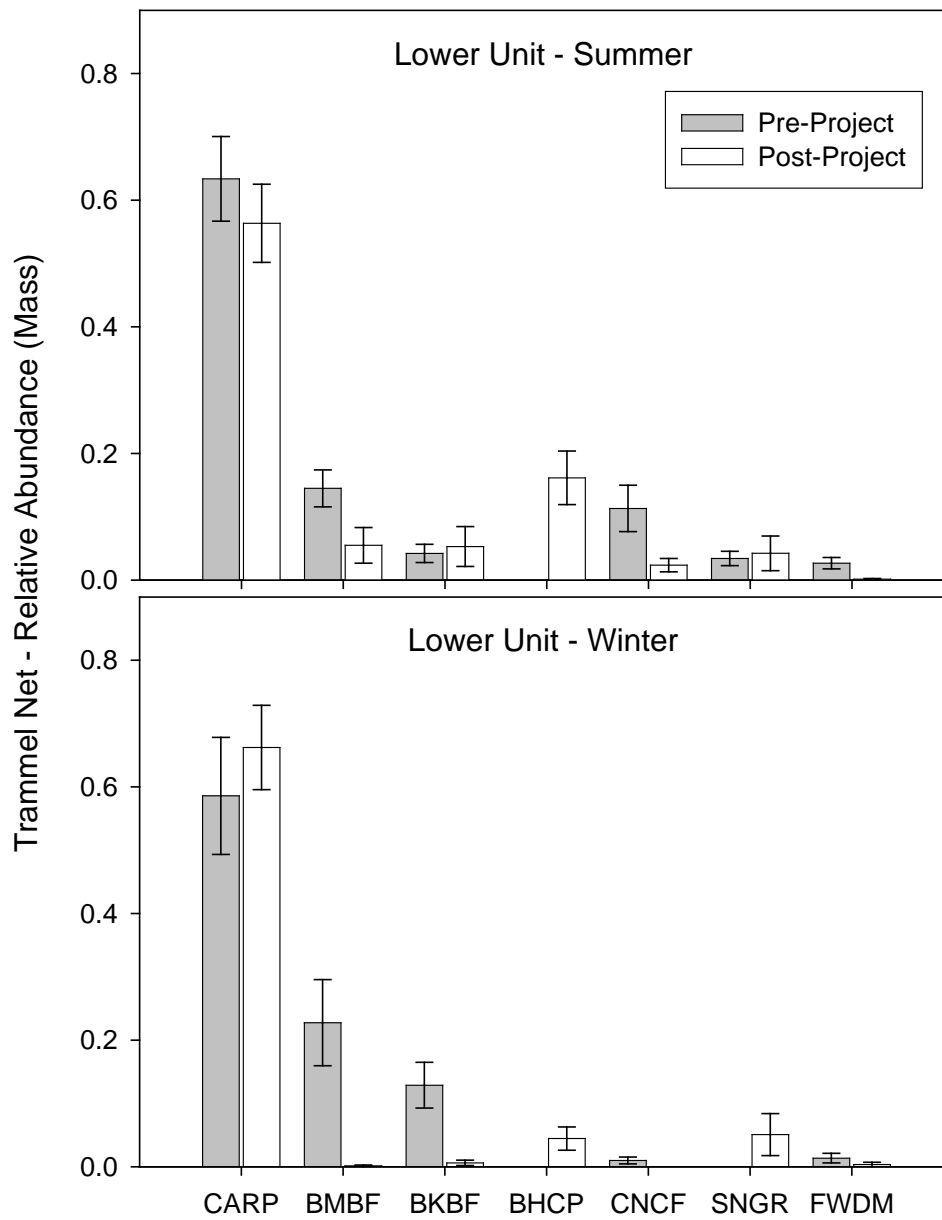 Trammel Net - Relative Abundance (Mass)
Lower Unit - Summer
Pre-Project
Post-Project
0.8
0.6
0.4
0.2
0.0
Lower Unit - Winter
0.8
0.6
0.4
0.2
0.0
CARP BMBF BKBF BHCP CNCF SNGR FWDM